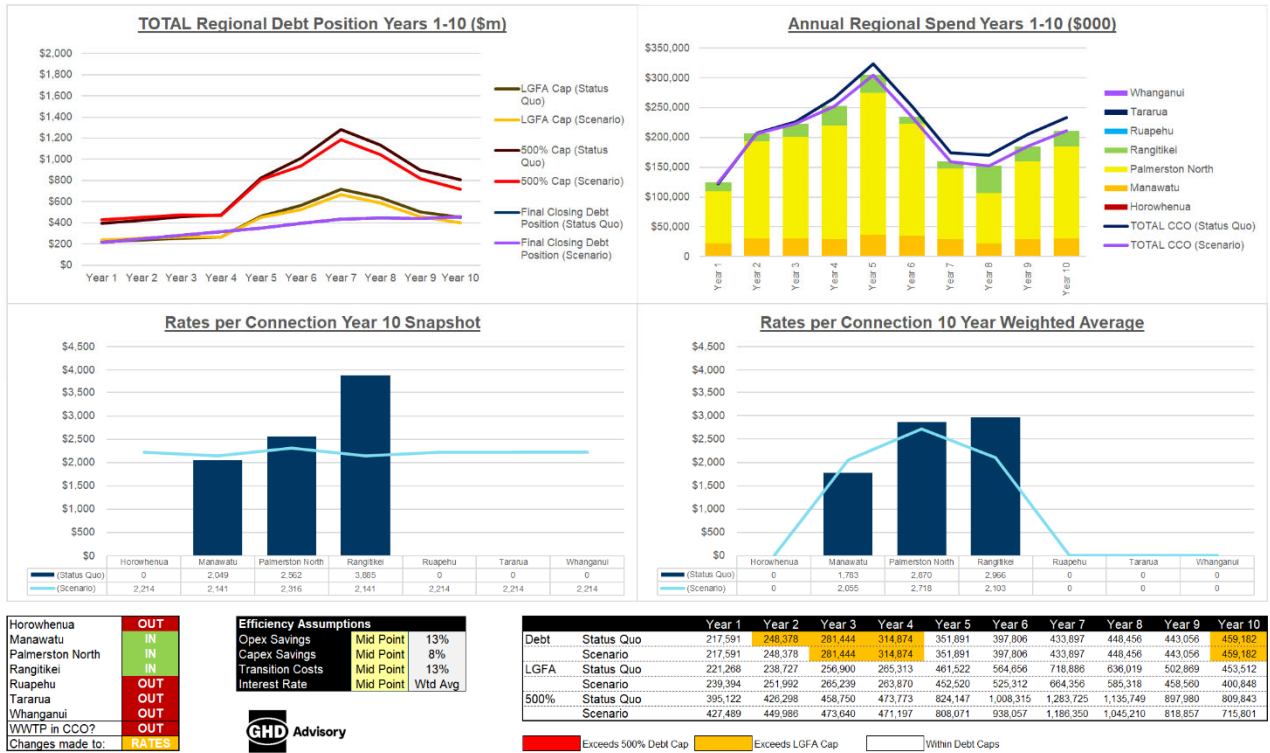 TOTAL Regional Debt Position Years 1-10 ($m)
$2,000
$1,800
$1,600
$1,400
$1,200
$1,000
$800
$600
$400
$200
$0
Year 1 Year 2 Year 3 Year 4 Year 5 Year 6 Year 7 Year 8 Year 9 Year 10
LGFA Cap (Status
Quo)
LGFA Cap (Scenario)
500% Cap (Status
Quo)
500% Cap (Scenario)
Final Closing Debt
Position (Status Quo)
Final Closing Debt
Position (Scenario)
Annual Regional Spend Years 1-10 ($000)
$350,000
$300,000
$250,000
$200,000
$150,000
$100,000
$50,000
0
Year 1 Year 2 Year 3 Year 4 Year 5 Year 6 Year 7 Year 8 Year 9 Year 10
Whanganui
Tararua
Ruapehu
Rangitikei
Palmerston North
Manawatu
Horowhenua
TOTAL CCO (Status Quo)
TOTAL CCO (Scenario)
Rates per Connection Year 10 Snapshot
$4,500
$4,000
$3,500
$3,000
$2,500
$2,000
$1,500
$1,000
$500
$0
Horowhenua Manawatu Palmerston North Rangitikei Ruapehu Tararua Whanganui
(Status Quo) 0 2,049 2,562 3,885 0 0 0
(Scenario) 2,214 2,141 2,316 2,141 2,214 2,214 2,214
Rates per Connection 10 Year Weighted Average
$4,500
$4,000
$3,500
$3,000
$2,500
$2,000
$1,500
$1,000
$500
$0
Horowhenua Manawatu Palmerston North Rangitikei Ruapehu Tararua Whanganui
(Status Quo) 0 1,783 2,870 2,966 0 0 0
(Scenario) 0 2,055 2,718 2,103 0 0 0
Horowhenua OUT
Manawatu IN
Palmerston North IN
Rangitikei IN
Ruapehu OUT
Tararua OUT
Whanganui OUT
WWTP in CCO? OUT
Changes made to: RATES
Efficiency Assumptions
Opex Savings Mid Point 13%
Capex Savings Mid Point 8%
Transition Costs Mid Point 13%
Interest Rate Mid Point Wtd Avg
GHD Advisory
Year 1 Year 2 Year 3 Year 4 Year 5 Year 6 Year 7 Year 8 Year 9 Year 10
Debt Status Quo 217,591 248,378 281,444 314,874 351,891 397,806 433,897 448,456 443,056 459,182
Scenario 217,591 248,378 281,444 314,874 351,891 397,806 433,897 448,456 443,056 459,182
LGFA Status Quo 221,268 238,727 256,900 265,313 461,522 564,656 718,886 636,019 502,869 453,512
Scenario 239,394 251,992 265,239 263,870 452,520 525,312 664,356 585,318 458,560 400,848
500% Status Quo 395,122 426,298 458,750 473,773 824,147 1,008,315 1,283,725 1,135,749 897,980 809,843
Scenario 427,489 449,986 473,640 471,197 808,071 938,057 1,186,350 1,045,210 818,857 715,801
Exceeds 500% Debt Cap Exceeds LGFA Cap Within Debt Caps